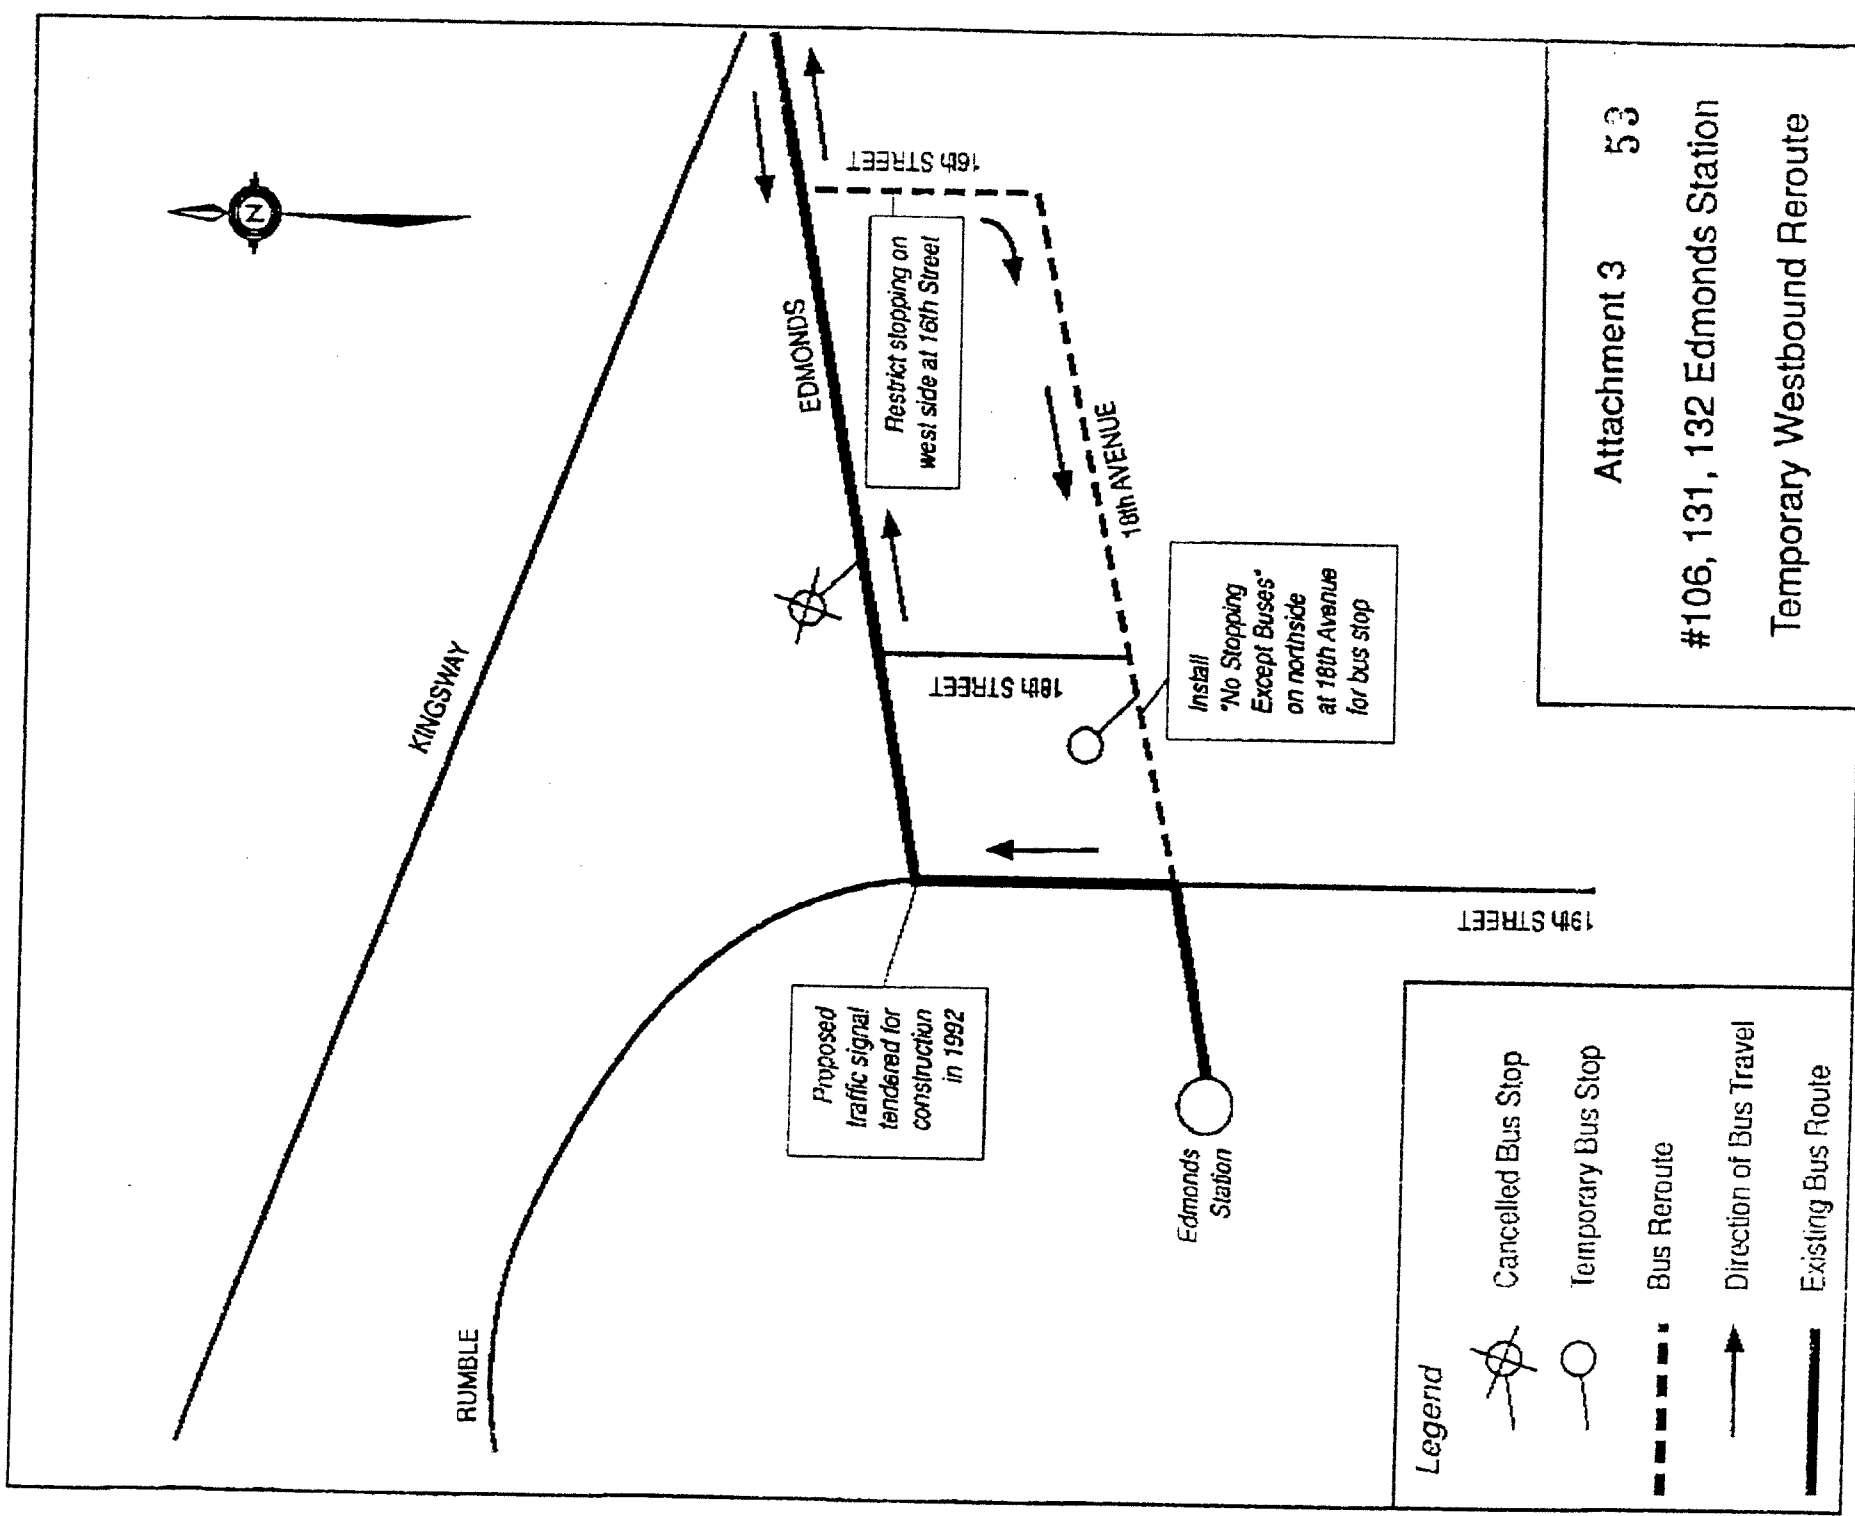 N
KINGSWAY
EDMONDS
16th STREET
Restrict stopping on
west side at 16th Street
18th AVENUE
18th STREET
Install
"No Stopping
Except Buses"
on northside
at 18th Avenue
for bus stop
RUMBLE
Proposed
traffic signal
tendered for
construction
in 1992
19th STREET
Edmonds
Station
Legend
Cancelled Bus Stop
Temporary Bus Stop
Bus Reroute
Direction of Bus Travel
Existing Bus Route
Attachment 3 53
#106, 131, 132 Edmonds Station
Temporary Westbound Reroute